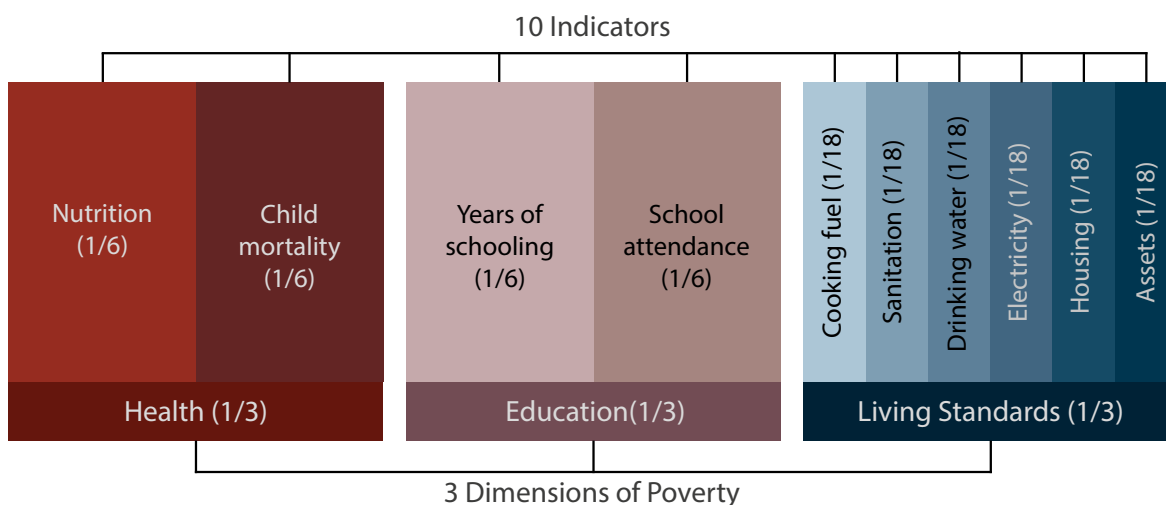 10 Indicators
Nutrition
(1/6)
Child
mortality
(1/6)
Years of
schooling
(1/6)
School
attendance
(1/6)
Cooking fuel (1/18)
Sanitation (1/18)
Drinking water (1/18)
Electricity (1/18)
Housing (1/18)
Assets (1/18)
Health (1/3)
Education(1/3)
Living Standards (1/3)
3 Dimensions of Poverty